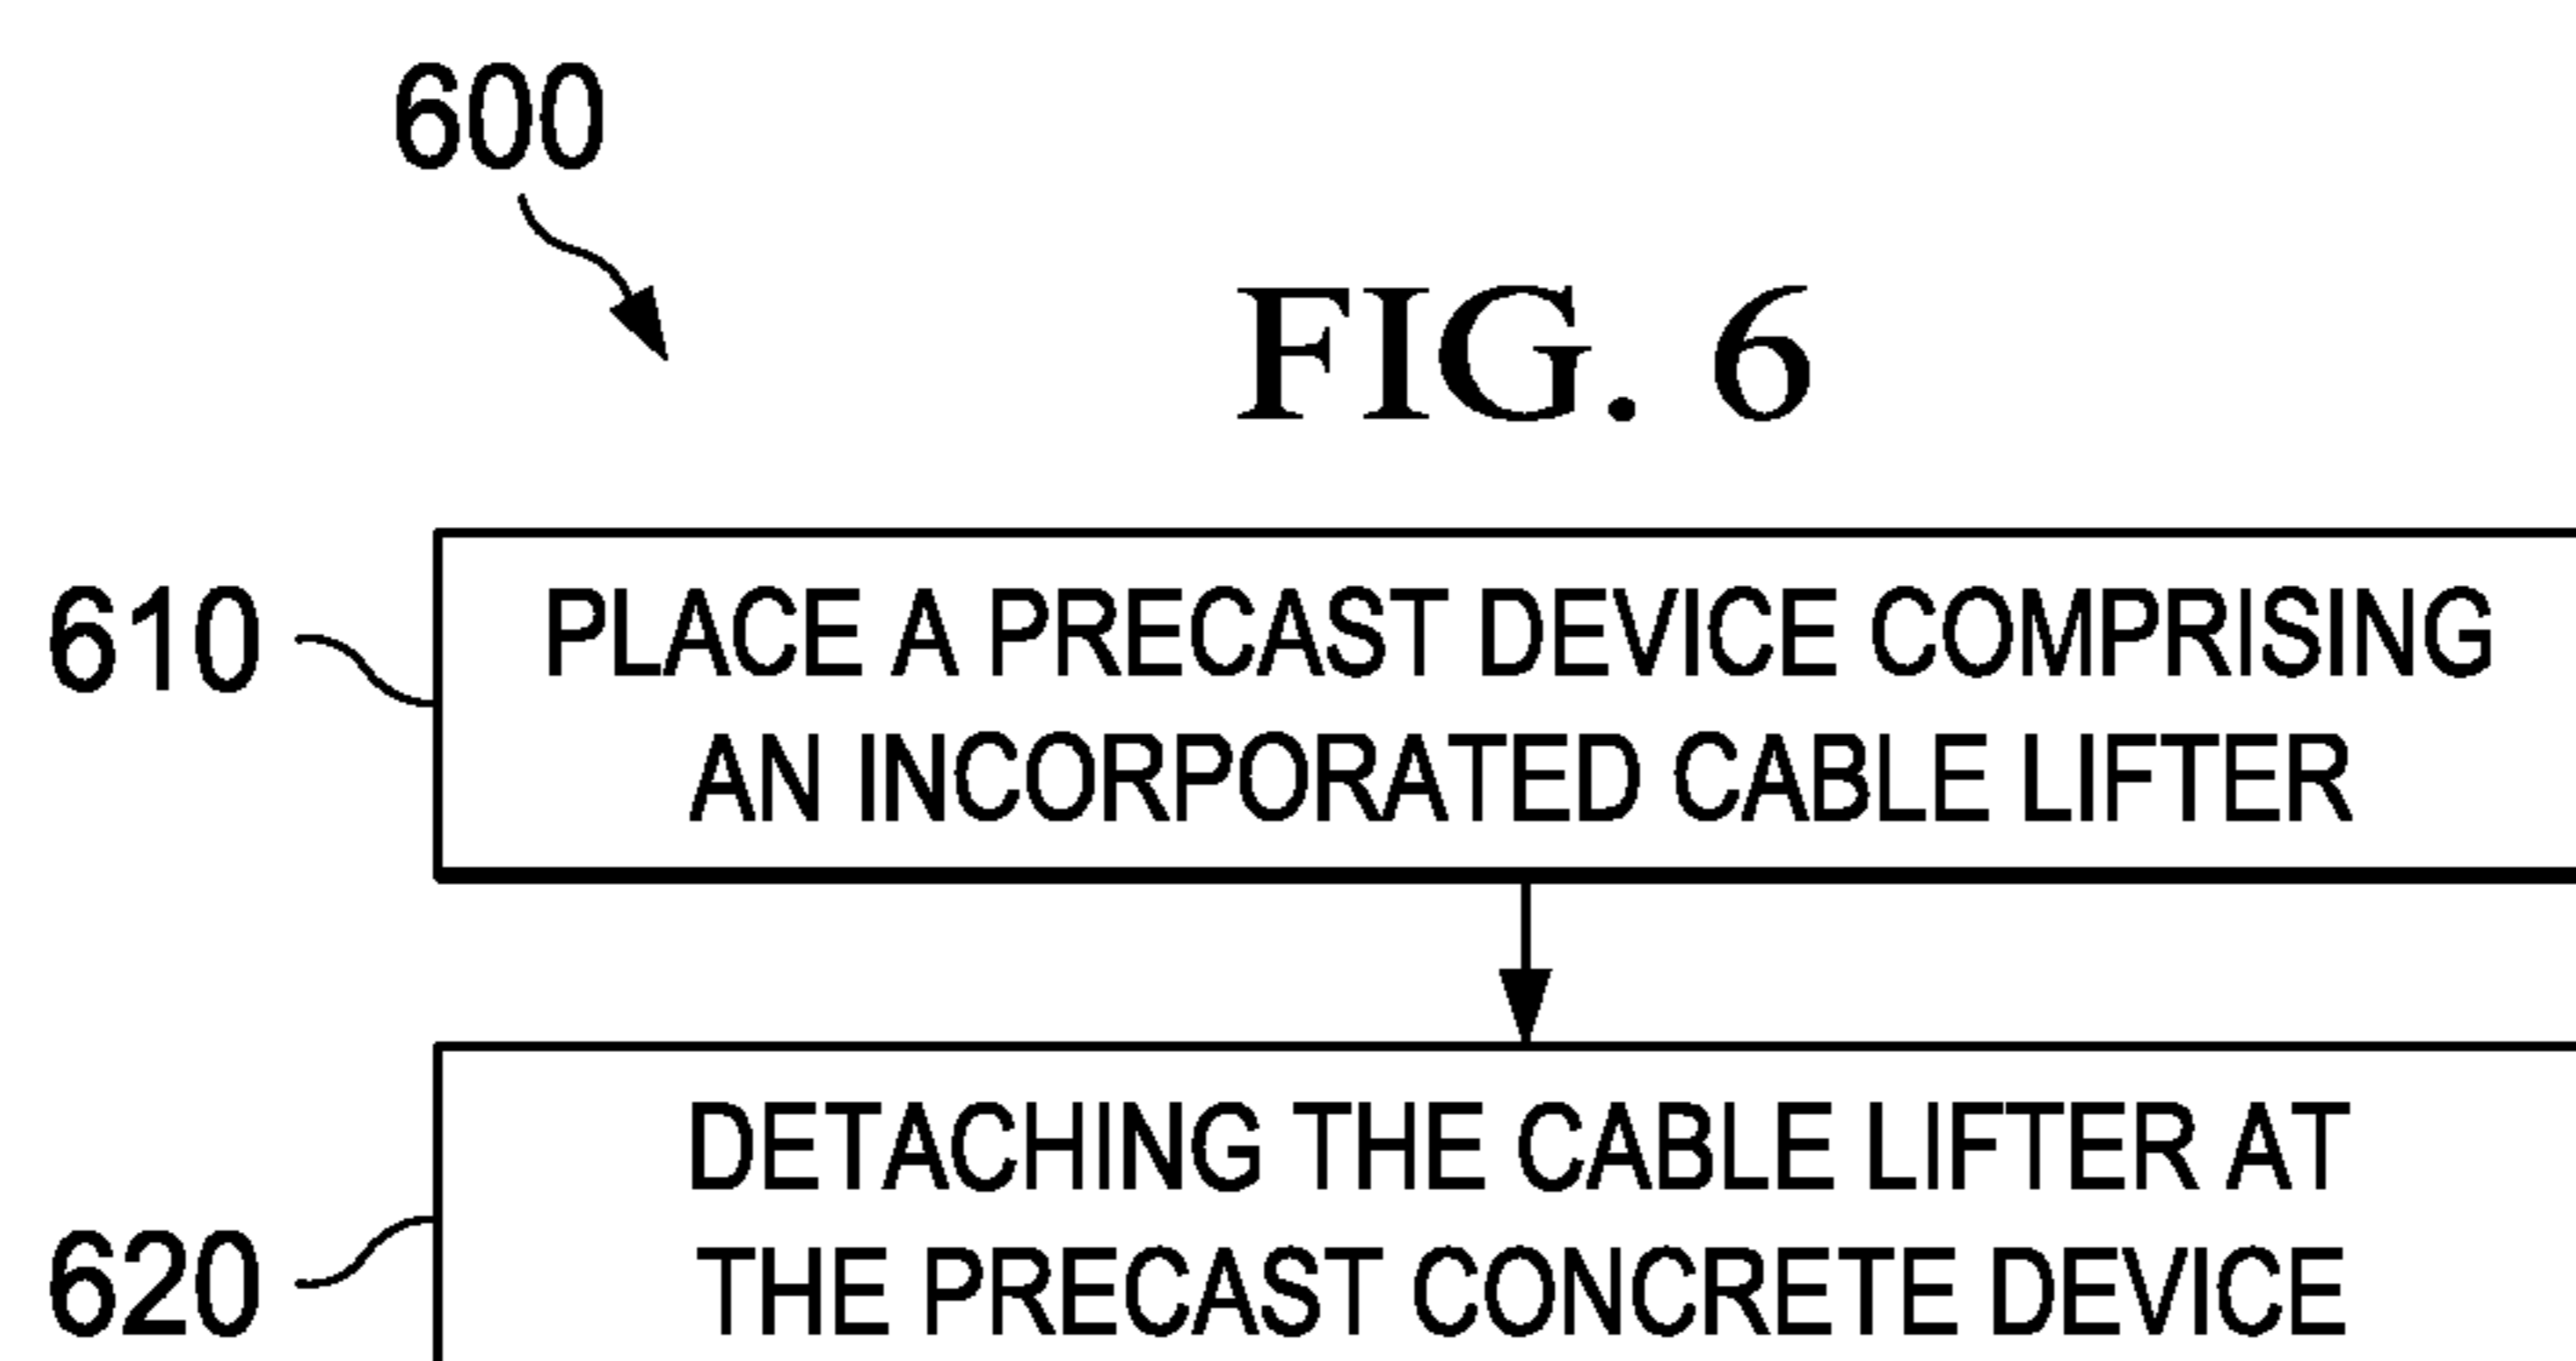 600
FIG. 6
610
PLACE A PRECAST DEVICE COMPRISING
AN INCORPORATED CABLE LIFTER
620
DETACHING THE CABLE LIFTER AT
THE PRECAST CONCRETE DEVICE